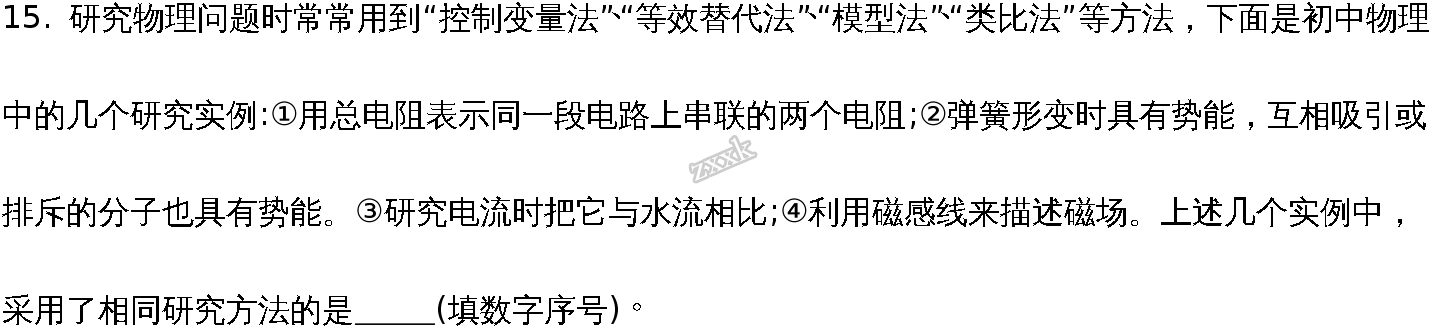 15. 研究物理问题时常常用到“控制变量法”、“等效替代法”、“模型法”、“类比法”等方法，下面是初中物理
中的几个研究实例:①用总电阻表示同一段电路上串联的两个电阻;②弹簧形变时具有势能，互相吸引或
zxxk
排斥的分子也具有势能。③研究电流时把它与水流相比;④利用磁感线来描述磁场。上述几个实例中，
采用了相同研究方法的是_____(填数字序号)。